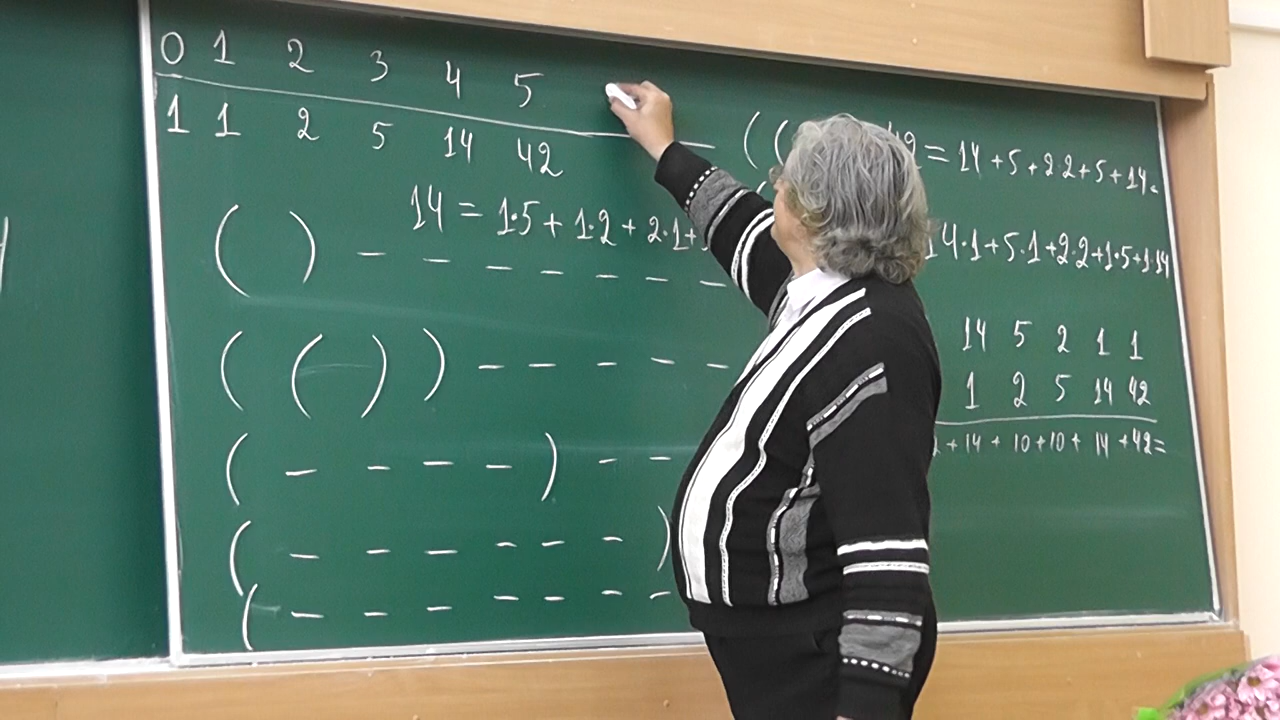 0 1 2 3 4 5
1 1 2 5 14 42
( (
42 = 14 + 5 + 2·2 + 5 + 14 =
14 = 1·5 + 1·2 + 2·1 +
14·1 + 5·1 + 2·2 + 1·5 + 1·14
( ) – – – – – – –
14 5 2 1 1
( ( ) ) – – – – –
1 2 5 14 42
( – – – – ) – –
+ 14 + 10 + 10 + 14 + 42 =
( – – – – – – )
( – – – – – – –